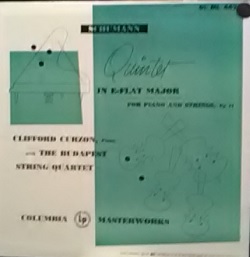 SCHUMANN
Quintet
IN E-FLAT MAJOR
FOR PIANO AND STRINGS, Op. 44
CLIFFORD CURZON, Piano
with THE BUDAPEST
STRING QUARTET
COLUMBIA lp MASTERWORKS